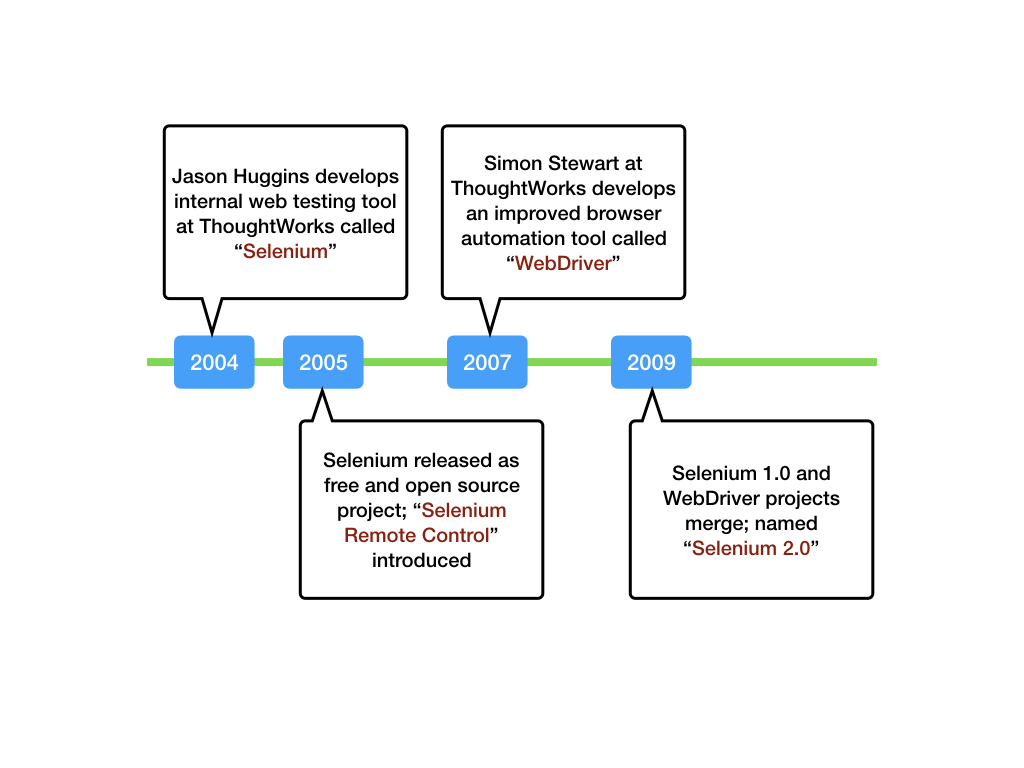 Jason Huggins develops
internal web testing tool
at ThoughtWorks called
“Selenium”
Simon Stewart at
ThoughtWorks develops
an improved browser
automation tool called
“WebDriver”
2004
2005
2007
2009
Selenium released as
free and open source
project; “Selenium
Remote Control”
introduced
Selenium 1.0 and
WebDriver projects
merge; named
“Selenium 2.0”